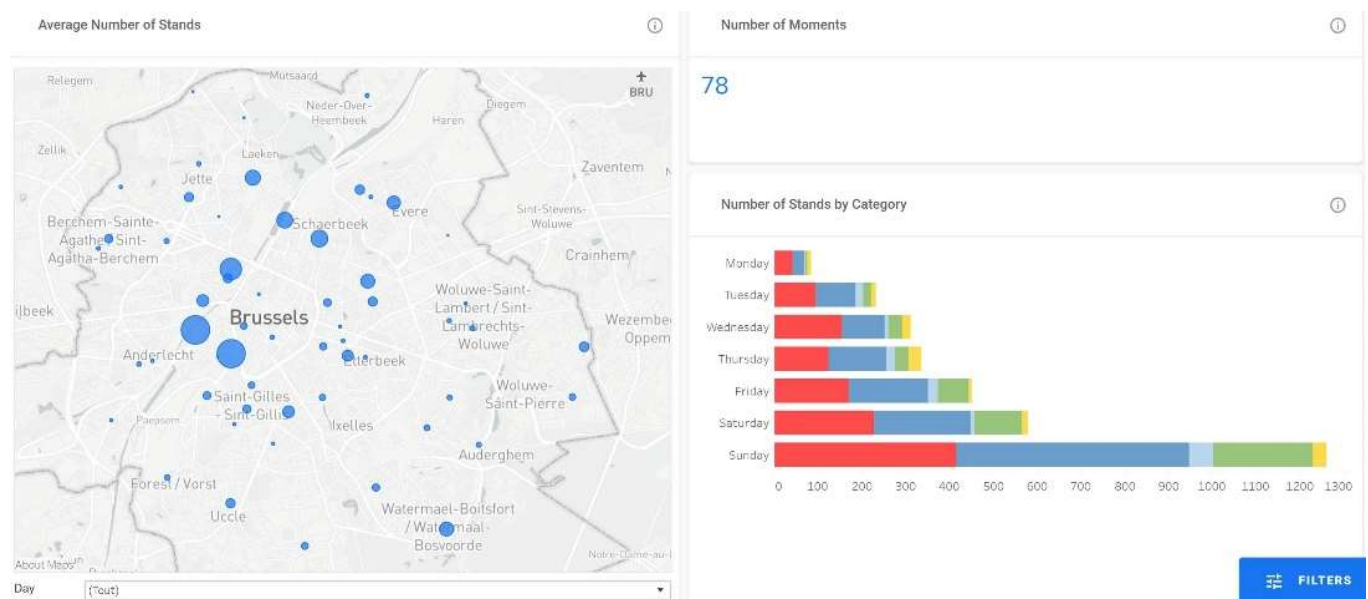 Average Number of Stands
Number of Moments
78
Number of Stands by Category
Monday
Tuesday
Wednesday
Thursday
Friday
Saturday
Sunday
0 100 200 300 400 500 600 700 800 900 1000 1100 1200 1300
FILTERS
Relegem
Mutsaard
BRU
Neder-Over-
Heembeek
Diegem
Haren
Zellik
Laeken
Zaventem
Jette
Evere
Sint-Stevens-
Woluwe
Berchem-Sainte-
Agathe
Sint-
Agatha-Berchem
Schaerbeek
Crainhem
Woluwe-Saint-
Lambert / Sint-
Lambrechts-
Woluwe
Brussels
Anderlecht
Etterbeek
Woluwe-
Saint-Pierre
Saint-Gilles
- Sint-Gillis
Ixelles
Auderghem
Forest / Vorst
Uccle
Watermael-Boitsfort
/ Watermaal-
Bosvoorde
About Maps
Day
(Tout)